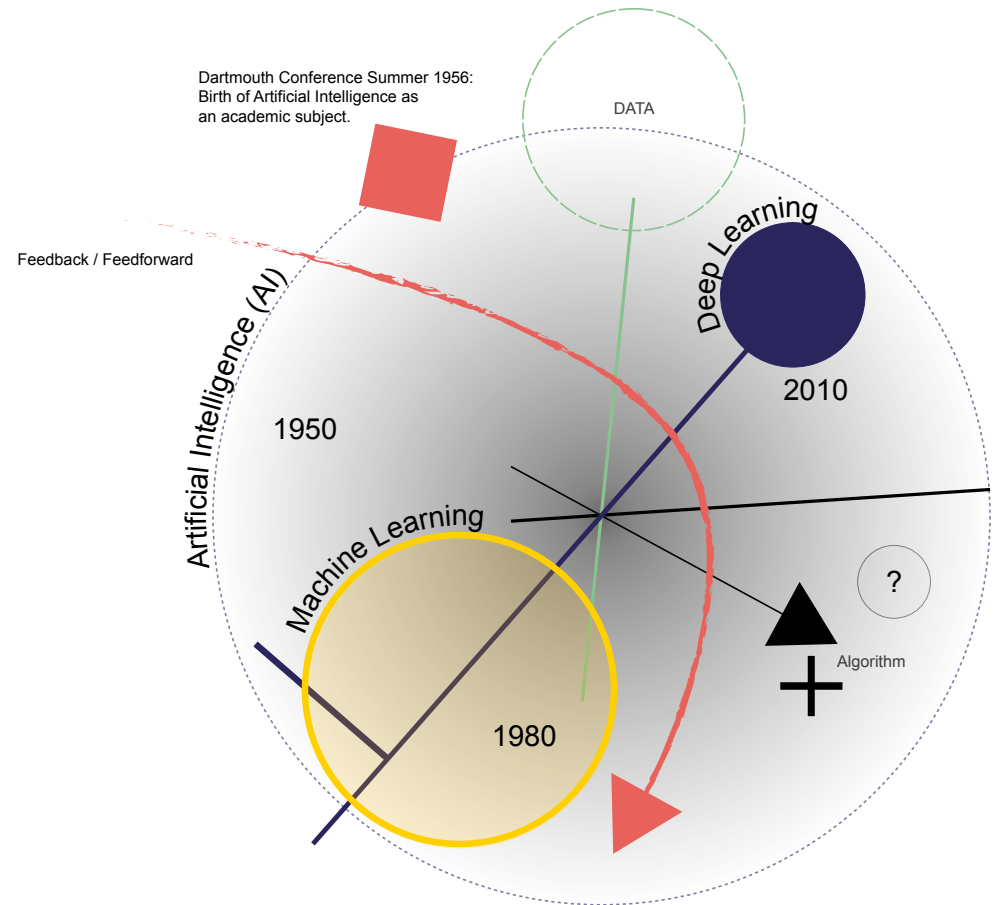 Dartmouth Conference Summer 1956:
Birth of Artificial Intelligence as
an academic subject.
DATA
Deep Learning
Feedback / Feedforward
Artificial Intelligence (AI)
2010
1950
Machine Learning
?
Algorithm
1980